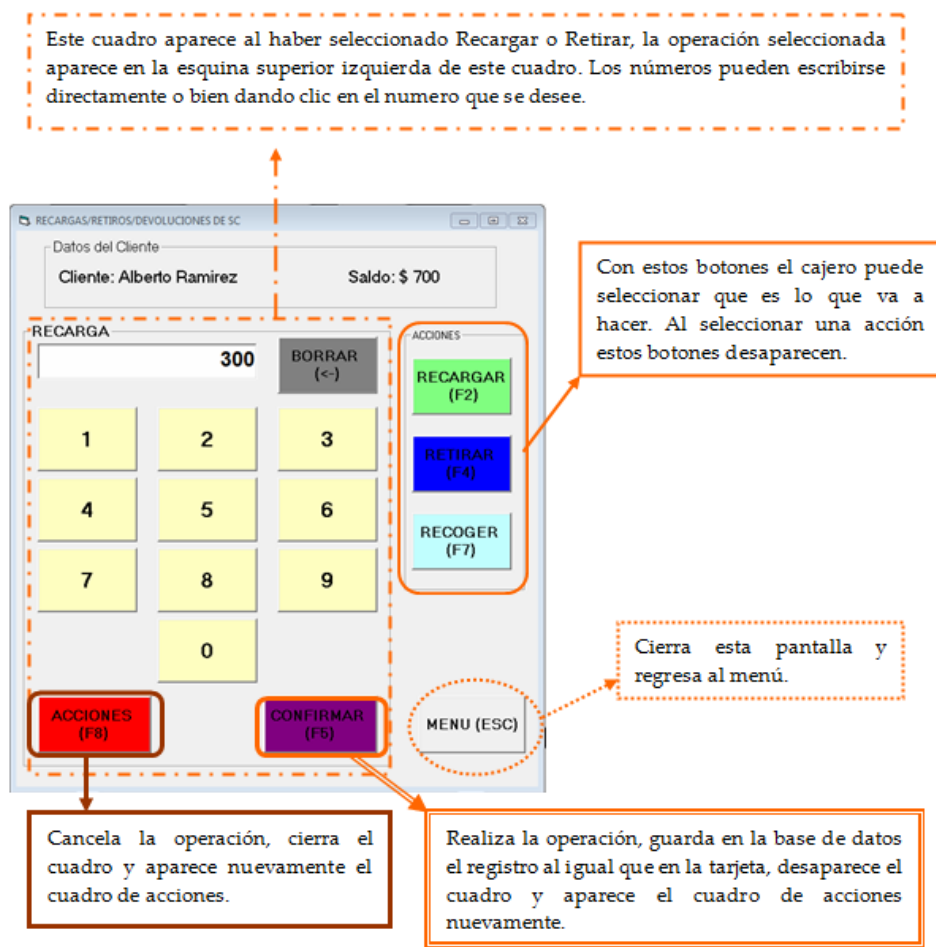 Este cuadro aparece al haber seleccionado Recargar o Retirar, la operación seleccionada
aparece en la esquina superior izquierda de este cuadro. Los números pueden escribirse
directamente o bien dando clic en el numero que se desee.
RECARGAS/RETIROS/DEVOLUCIONES DE SC
Datos del Cliente
Cliente: Alberto Ramirez Saldo: $ 700
Con estos botones el cajero puede
seleccionar que es lo que va a
hacer. Al seleccionar una acción
estos botones desaparecen.
RECARGA
300
BORRAR
(<-)
1 2 3
4 5 6
7 8 9
0
ACCIONES
(F8)
CONFIRMAR
(F5)
ACCIONES
RECARGAR
(F2)
RETIRAR
(F4)
RECOGER
(F7)
MENU (ESC)
Cierra esta pantalla y
regresa al menú.
Cancela la operación, cierra el
cuadro y aparece nuevamente el
cuadro de acciones.
Realiza la operación, guarda en la base de datos
el registro al igual que en la tarjeta, desaparece el
cuadro y aparece el cuadro de acciones
nuevamente.